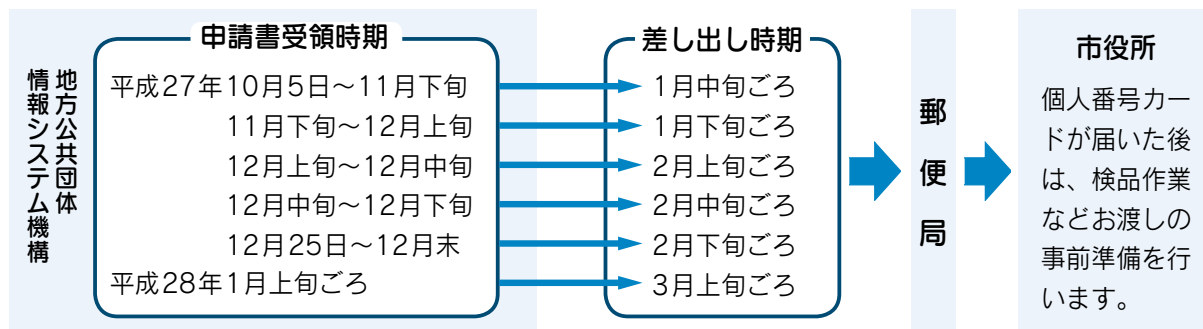 地方公共団体
情報システム機構
申請書受領時期
平成27年10月5日～11月下旬
11月下旬～12月上旬
12月上旬～12月中旬
12月中旬～12月下旬
12月25日～12月末
平成28年1月上旬ごろ
差し出し時期
1月中旬ごろ
1月下旬ごろ
2月上旬ごろ
2月中旬ごろ
2月下旬ごろ
3月上旬ごろ
郵便局
市役所
個人番号カー
ドが届いた後
は、検品作業
などお渡しの
事前準備を行
います。